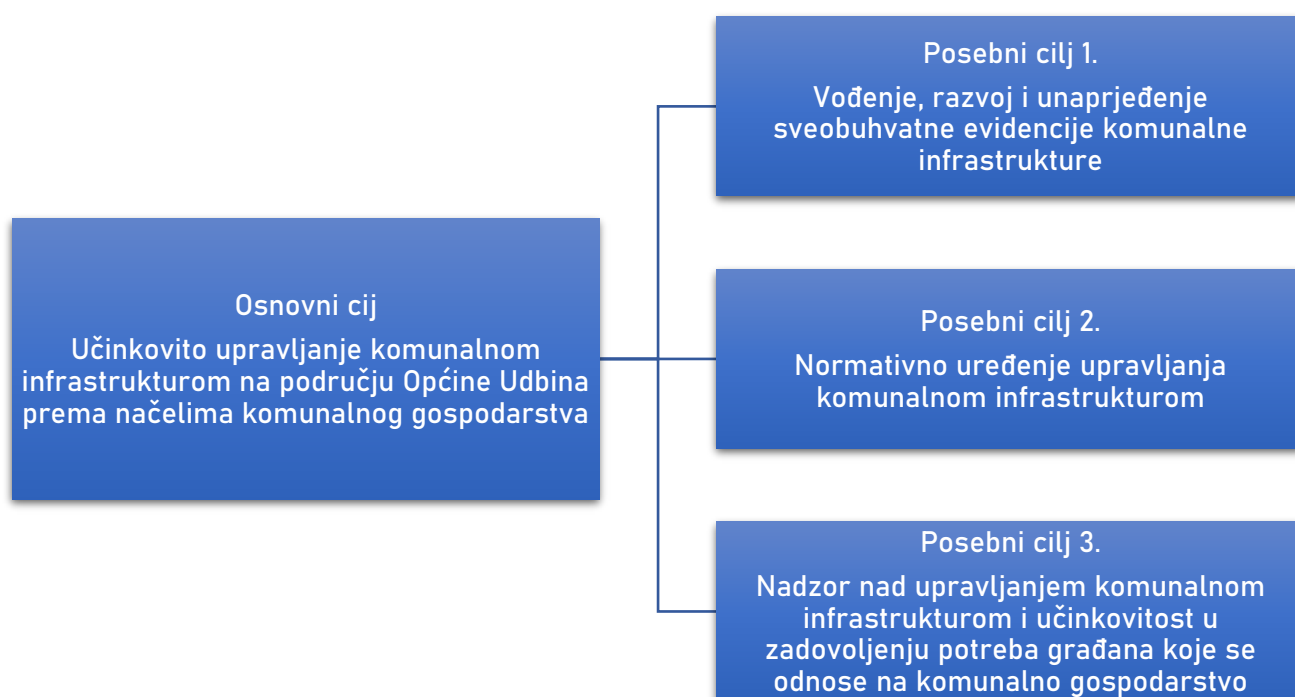 Osnovni cij
Učinkovito upravljanje komunalnom
infrastrukturom na području Općine Udbina
prema načelima komunalnog gospodarstva
Posebni cilj 1.
Vođenje, razvoj i unaprjeđenje
sveobuhvatne evidencije komunalne
infrastrukture
Posebni cilj 2.
Normativno uređenje upravljanja
komunalnom infrastrukturom
Posebni cilj 3.
Nadzor nad upravljanjem komunalnom
infrastrukturom i učinkovitost u
zadovoljenju potreba građana koje se
odnose na komunalno gospodarstvo